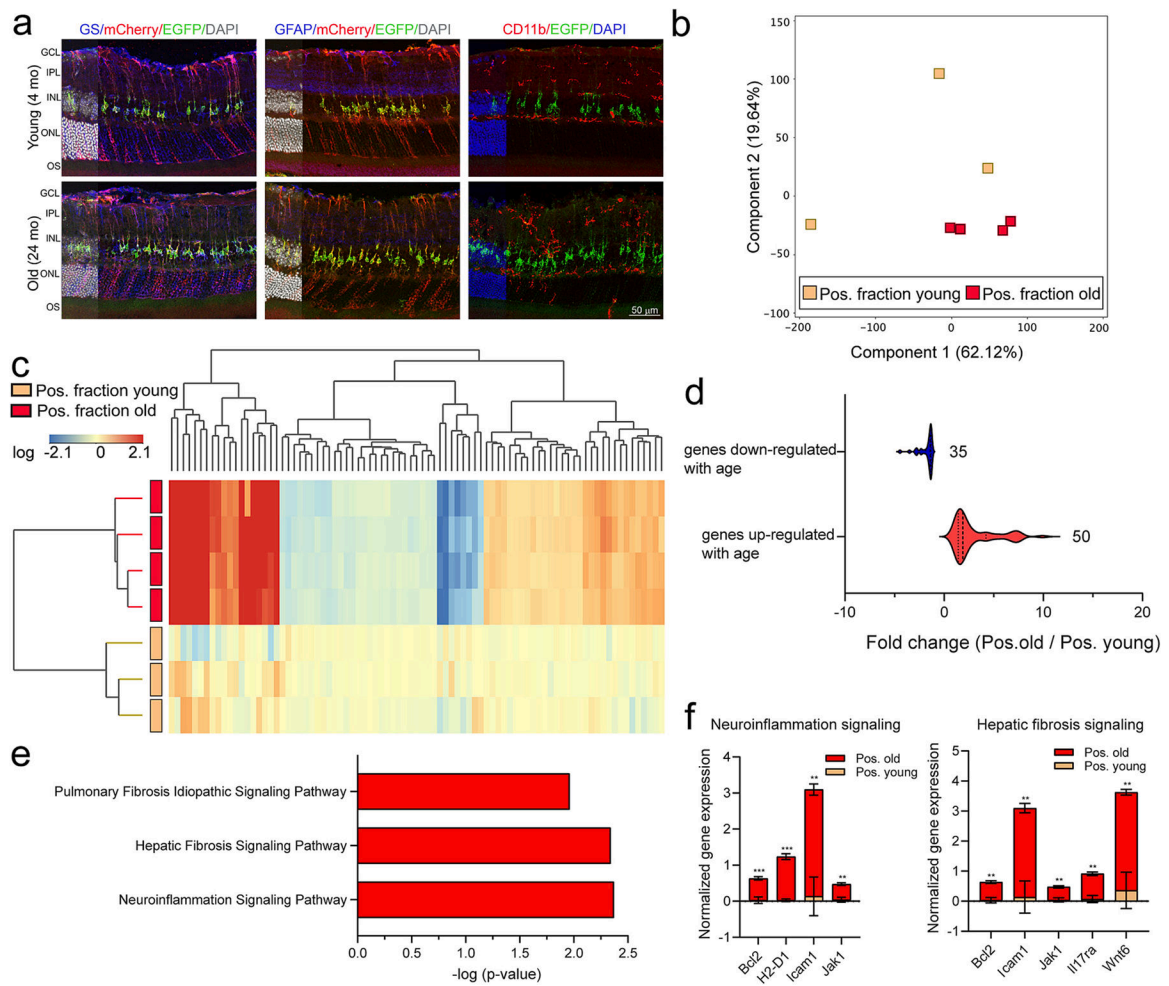 a
GS/mCherry/EGFP/DAPI
GFAP/mCherry/EGFP/DAPI
CD11b/EGFP/DAPI
Young (4 mo)
GCL
IPL
INL
ONL
OS
Old (24 mo)
GCL
IPL
INL
ONL
OS
50 μm
b
Component 2 (19.64%)
150
100
50
0
−50
−100
Pos. fraction young
Pos. fraction old
−200
−100
0
100
200
Component 1 (62.12%)
c
Pos. fraction young
Pos. fraction old
log
-2.1
0
2.1
d
genes down-regulated
with age
35
genes up-regulated
with age
50
-10
0
10
20
Fold change (Pos.old / Pos. young)
e
Pulmonary Fibrosis Idiopathic Signaling Pathway
Hepatic Fibrosis Signaling Pathway
Neuroinflammation Signaling Pathway
0.0
0.5
1.0
1.5
2.0
2.5
-log (p-value)
f
Neuroinflammation signaling
Normalized gene expression
4
3
2
1
0
-1
Pos. old
Pos. young
***
***
**
**
Bcl2
H2-D1
Icam1
Jak1
Hepatic fibrosis signaling
Normalized gene expression
5
4
3
2
1
0
-1
Pos. old
Pos. young
**
**
**
**
**
Bcl2
Icam1
Jak1
Il17ra
Wnt6